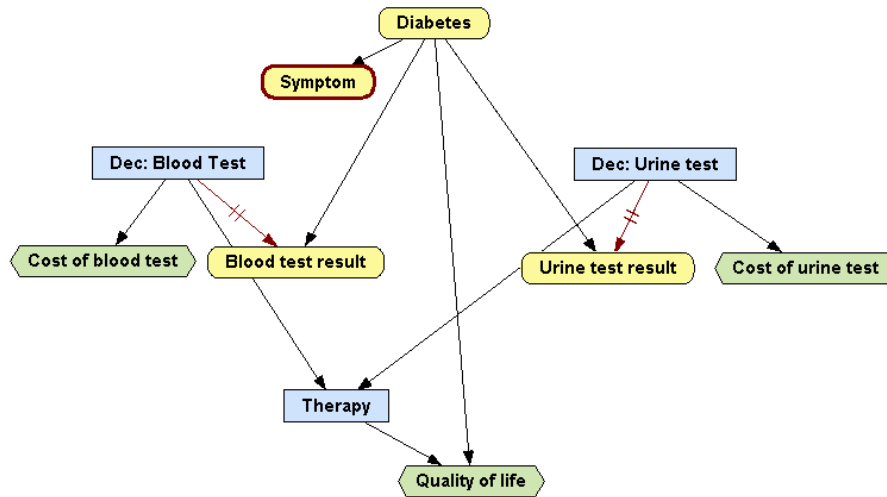 Diabetes
Symptom
Dec: Blood Test
Dec: Urine test
Cost of blood test
Blood test result
Urine test result
Cost of urine test
Therapy
Quality of life